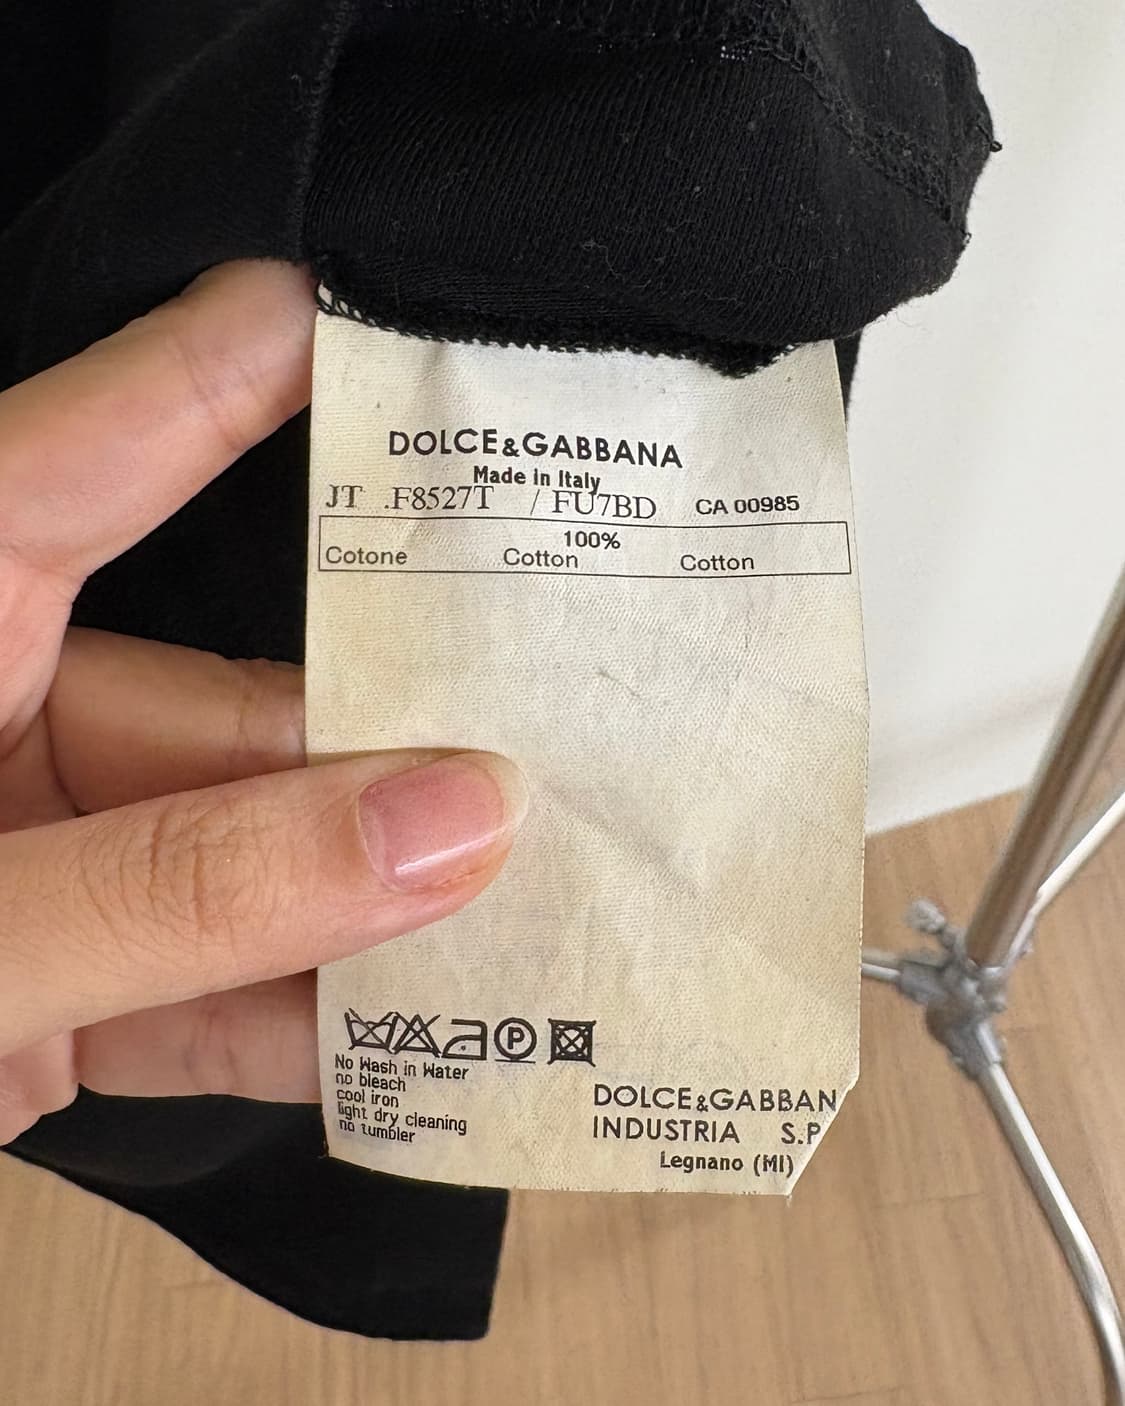 DOLCE&GABBANA
Made in Italy
JT .F8527T / FU7BD CA 00985
100%
Cotone Cotton Cotton
P
No Wash in Water
no bleach
cool iron
light dry cleaning
no tumbler
DOLCE&GABBAN
INDUSTRIA S.P
Legnano (MI)